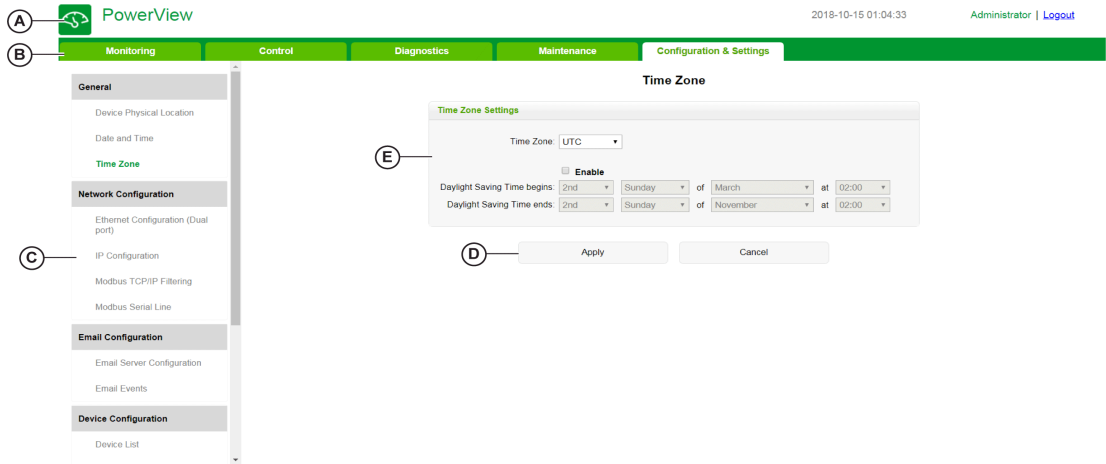 A
PowerView
2018-10-15 01:04:33
Administrator | Logout
B
Monitoring
Control
Diagnostics
Maintenance
Configuration & Settings
General
Device Physical Location
Date and Time
Time Zone
Network Configuration
Ethernet Configuration (Dual
port)
C
IP Configuration
Modbus TCP/IP Filtering
Modbus Serial Line
Email Configuration
Email Server Configuration
Email Events
Device Configuration
Device List
Time Zone
Time Zone Settings
E
Time Zone: UTC
Enable
Daylight Saving Time begins: 2nd Sunday of March at 02:00
Daylight Saving Time ends: 2nd Sunday of November at 02:00
D
Apply
Cancel